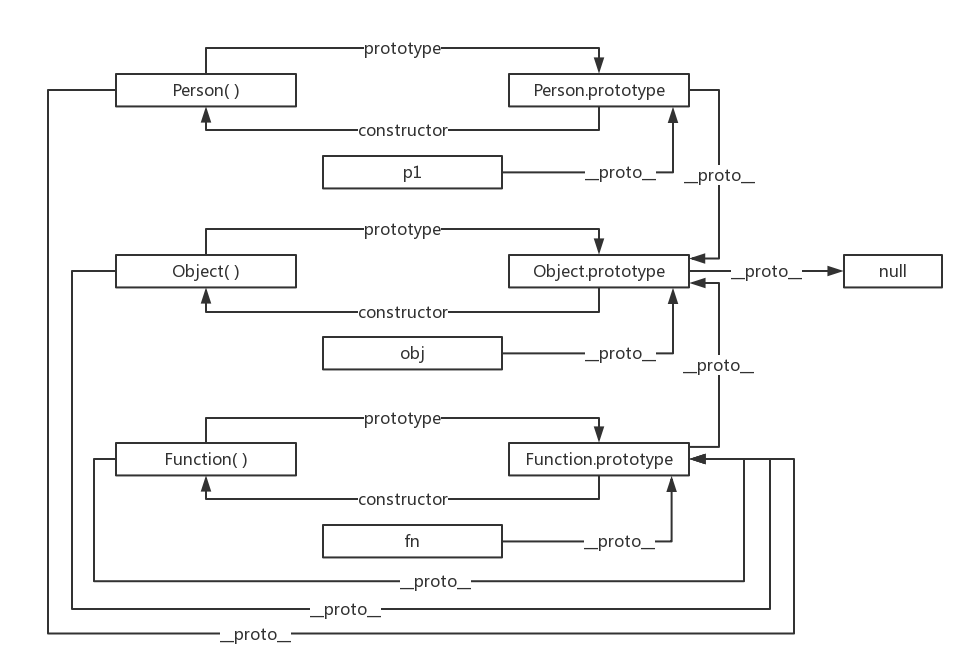 prototype
Person( )
Person.prototype
constructor
p1
__proto__
__proto__
prototype
Object( )
Object.prototype
__proto__
null
constructor
obj
__proto__
__proto__
prototype
Function( )
Function.prototype
constructor
fn
__proto__
__proto__
__proto__
__proto__